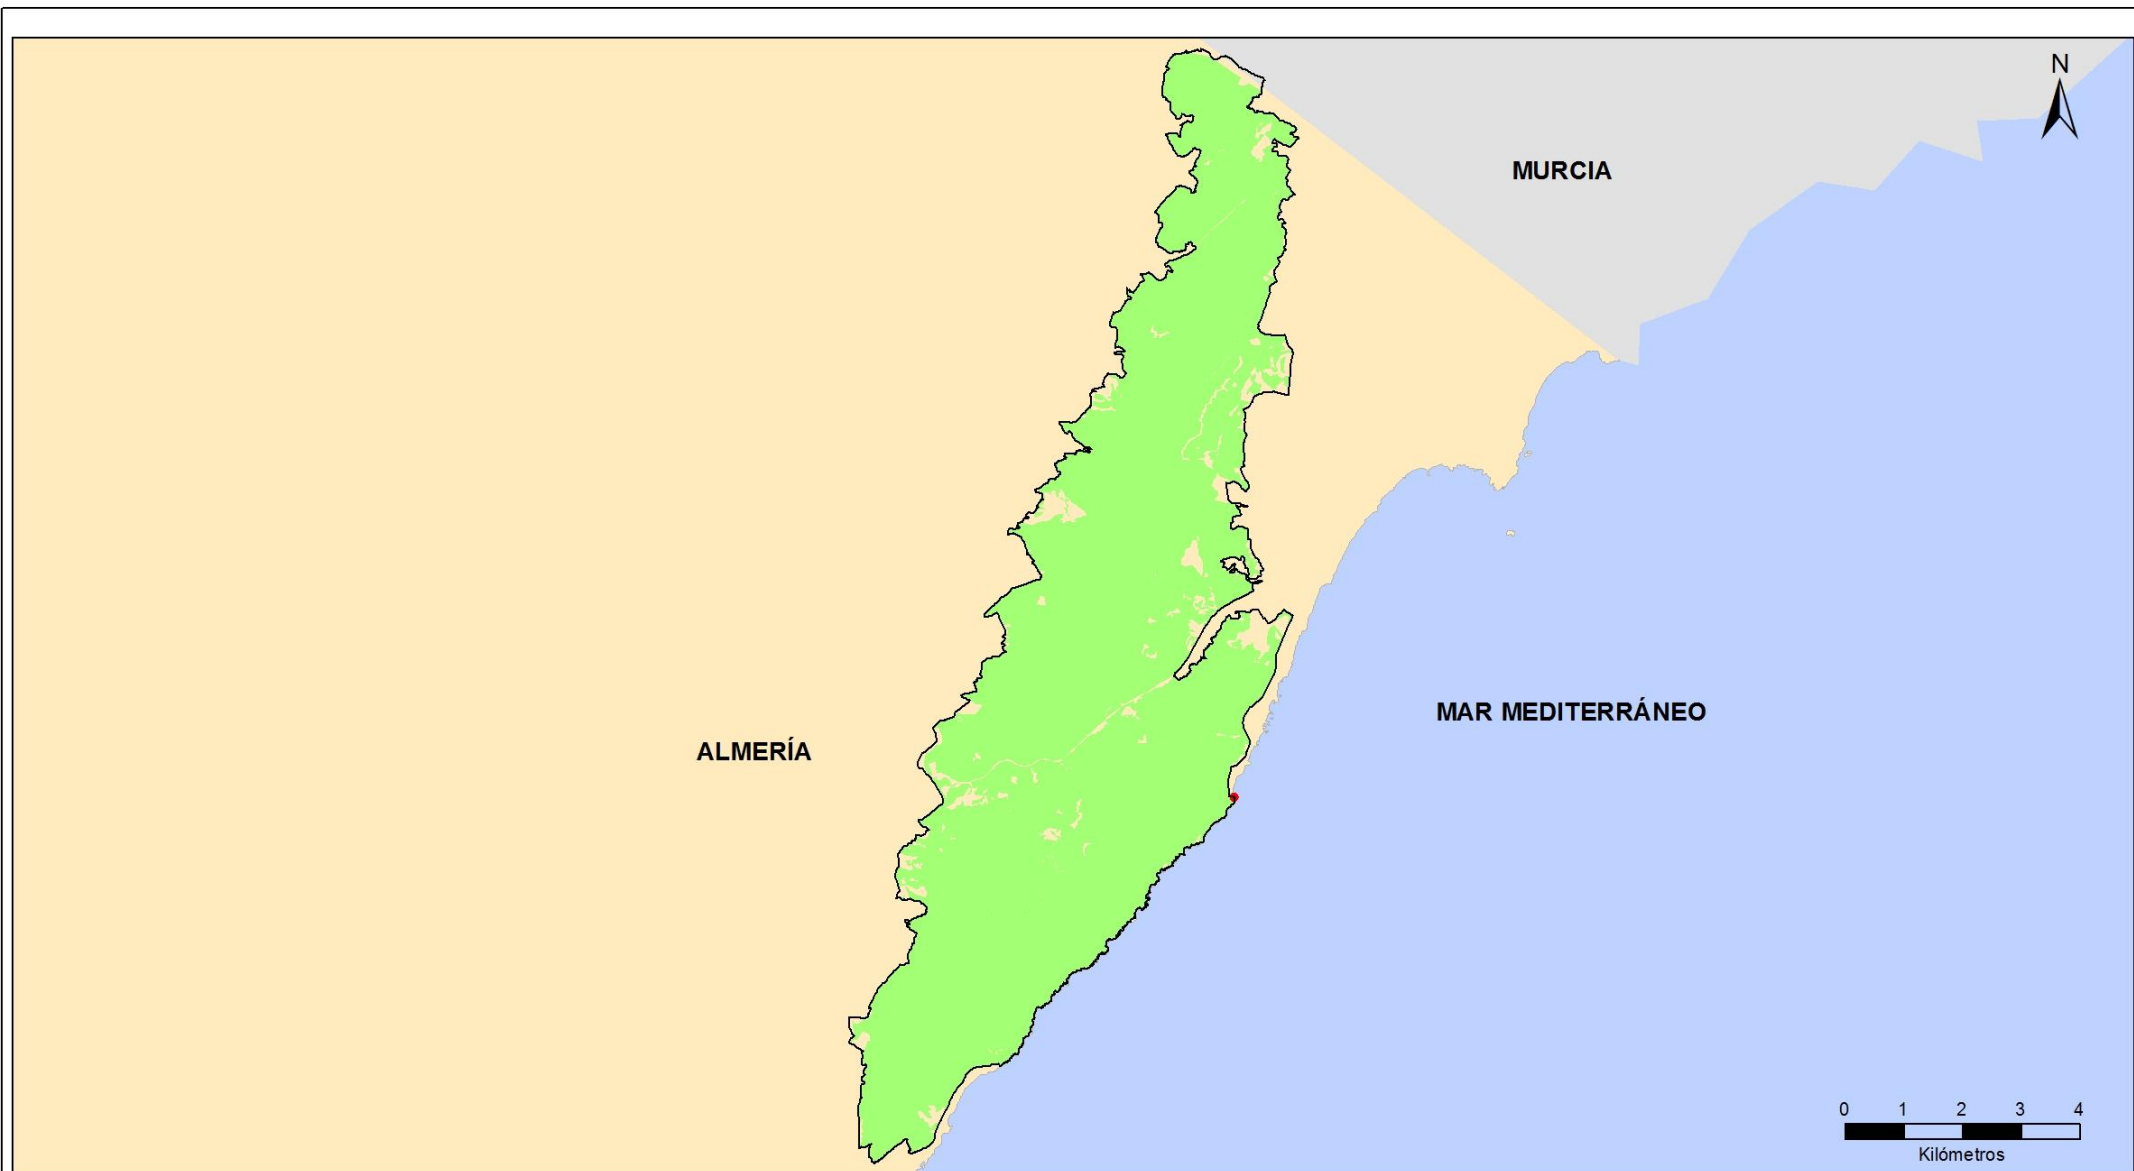 N
MURCIA
MAR MEDITERRÁNEO
ALMERÍA
0 1 2 3 4
Kilómetros